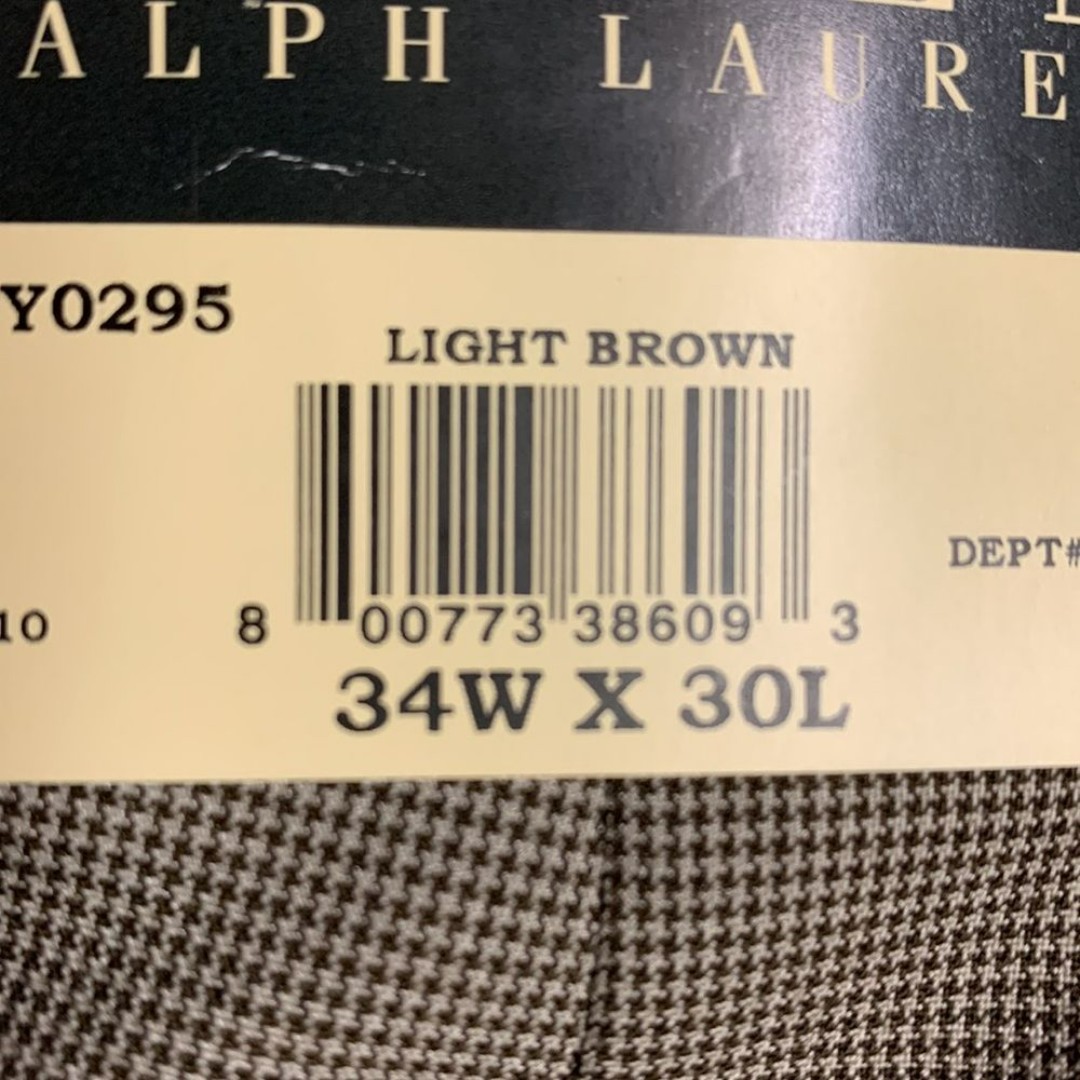 ALPH LAURE
Y0295
LIGHT BROWN
DEPT#
10
8 00773 38609 3
34W X 30L